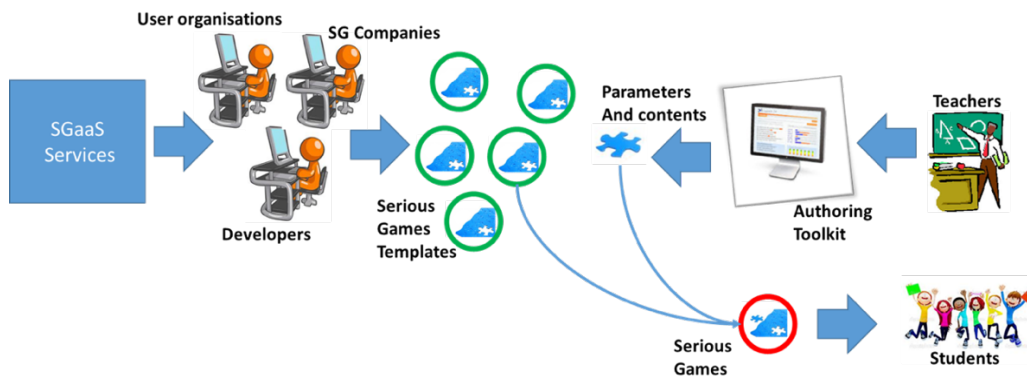 User organisations
SG Companies
SGaaS
Services
Developers
Serious
Games
Templates
Parameters
And contents
Authoring
Toolkit
Teachers
Serious
Games
Students